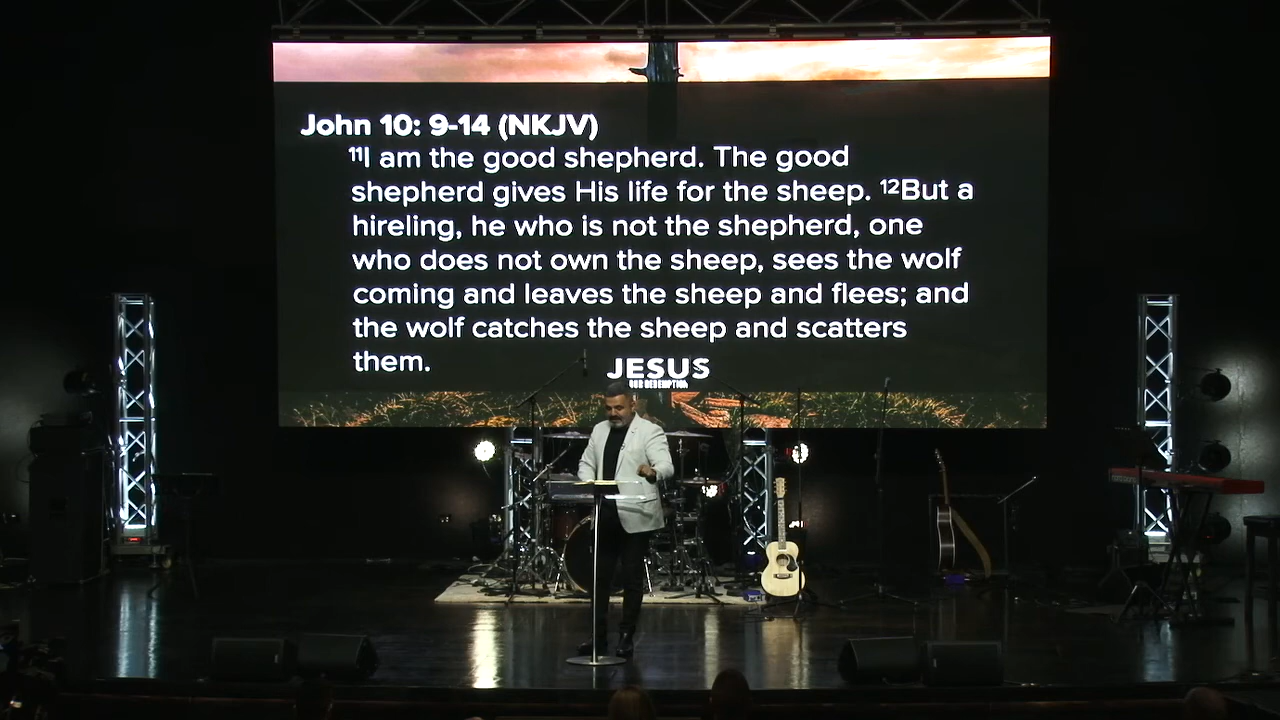 John 10: 9-14 (NKJV)
¹¹I am the good shepherd. The good
shepherd gives His life for the sheep. ¹²But a
hireling, he who is not the shepherd, one
who does not own the sheep, sees the wolf
coming and leaves the sheep and flees; and
the wolf catches the sheep and scatters
them.
JESUS
OUR REDEMPTION